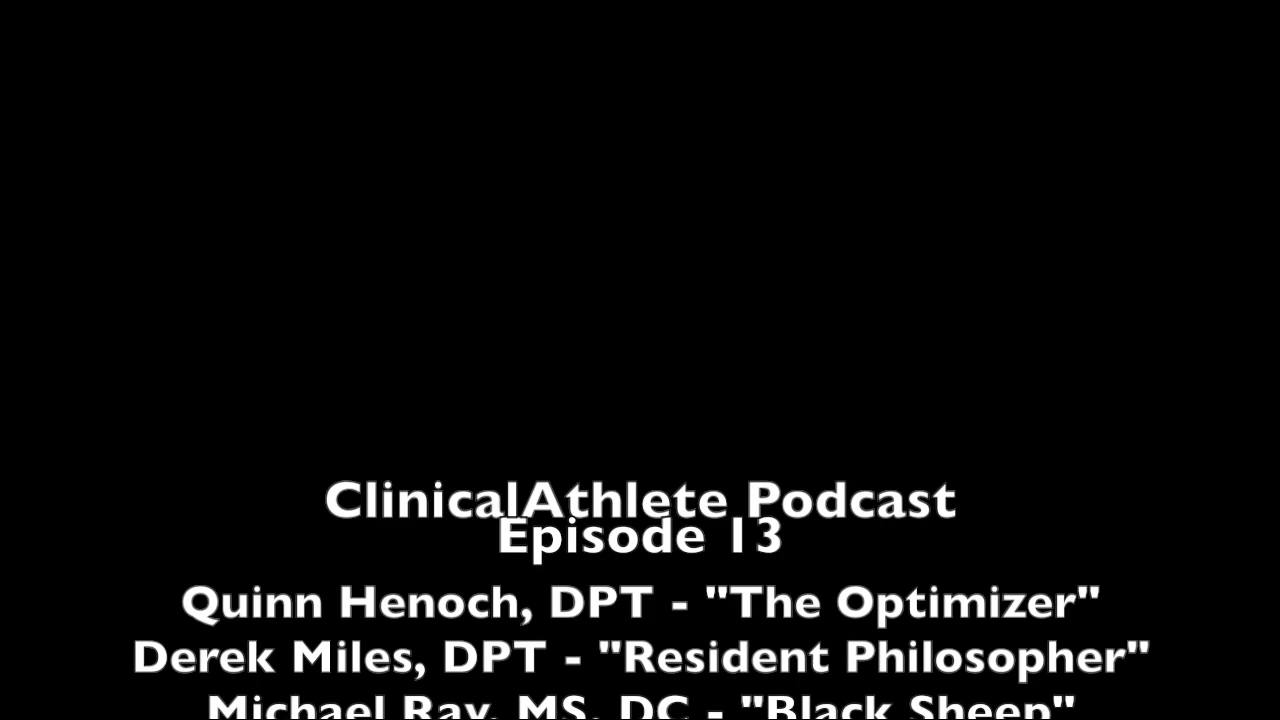 ClinicalAthlete Podcast
Episode 13
Quinn Henoch, DPT - "The Optimizer"
Derek Miles, DPT - "Resident Philosopher"
Michael Ray, MS, DC - "Black Sheep"